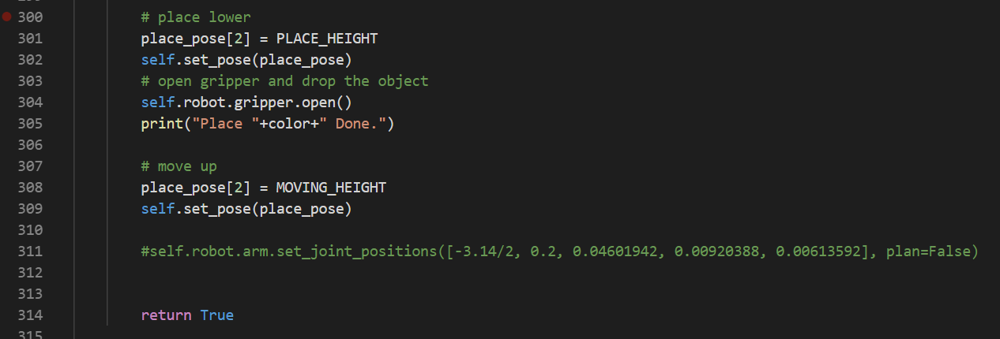 300 # place lower
301 place_pose[2] = PLACE_HEIGHT
302 self.set_pose(place_pose)
303 # open gripper and drop the object
304 self.robot.gripper.open()
305 print("Place "+color+" Done.")
306
307 # move up
308 place_pose[2] = MOVING_HEIGHT
309 self.set_pose(place_pose)
310
311 #self.robot.arm.set_joint_positions([-3.14/2, 0.2, 0.04601942, 0.00920388, 0.00613592], plan=False)
312
313
314 return True
315